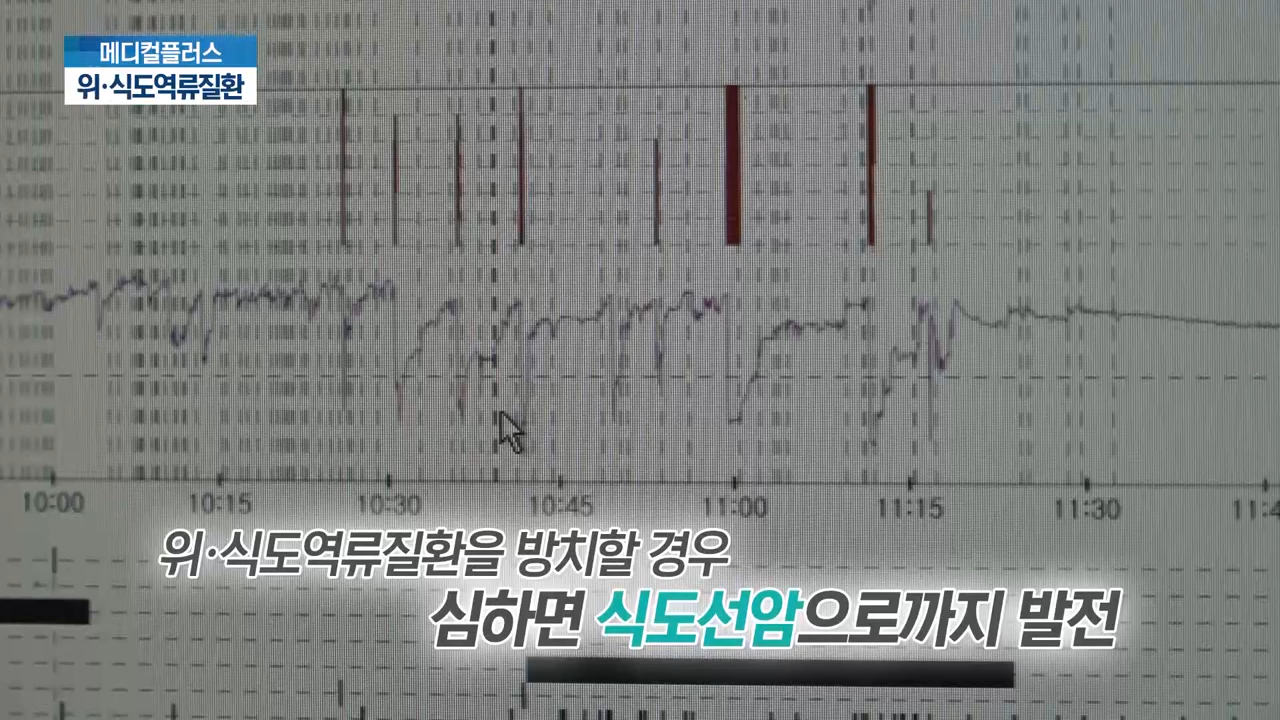 메디컬플러스
위·식도역류질환
10:00 10:15 10:30 10:45 11:00 11:15 11:30
위·식도역류질환을 방치할 경우
심하면 식도선암으로까지 발전